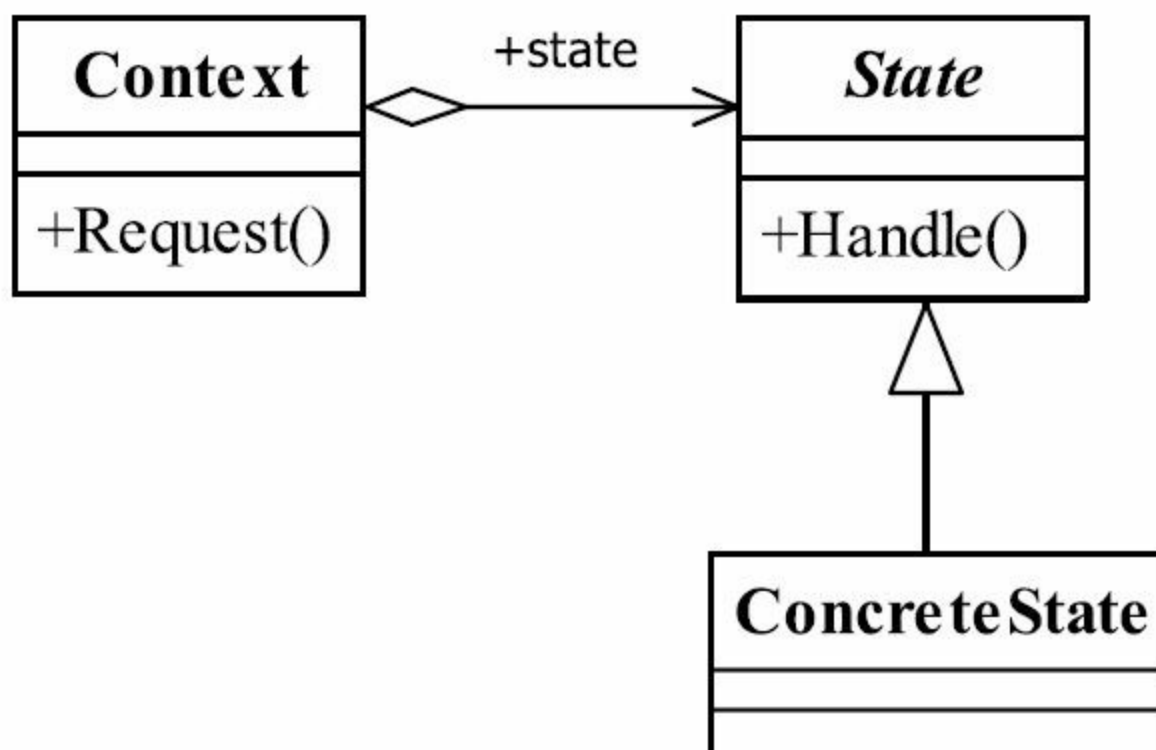 Context
+state
State
+Request()
+Handle()
ConcreteState